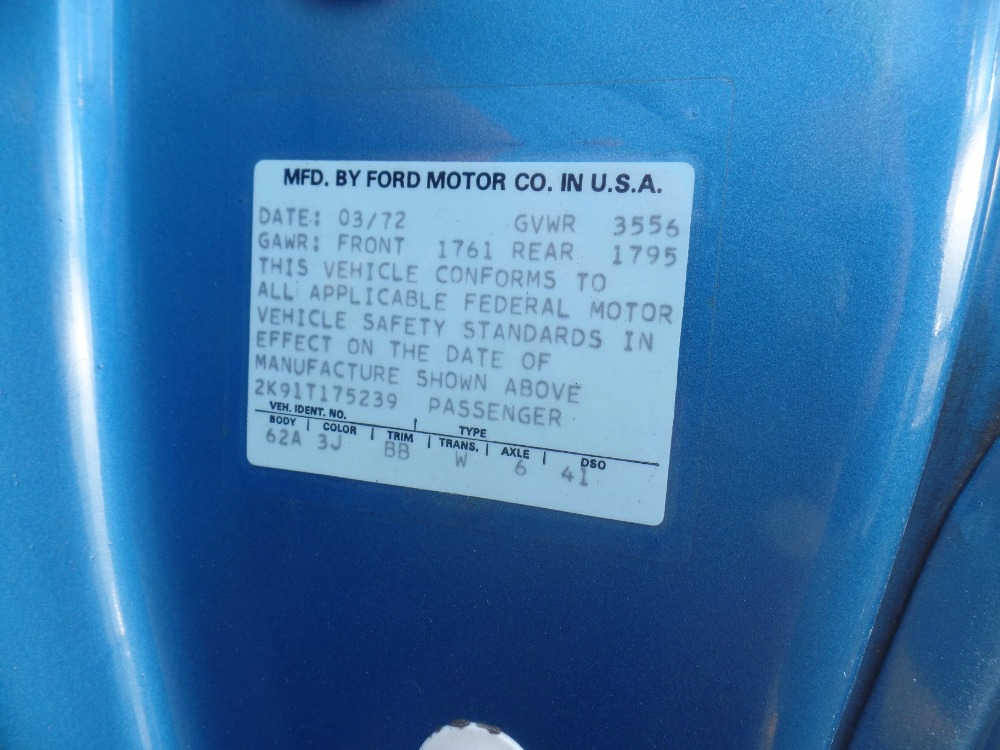 MFD. BY FORD MOTOR CO. IN U.S.A.
DATE: 03/72 GVWR 3556
GAWR: FRONT 1761 REAR 1795
THIS VEHICLE CONFORMS TO
ALL APPLICABLE FEDERAL MOTOR
VEHICLE SAFETY STANDARDS IN
EFFECT ON THE DATE OF
MANUFACTURE SHOWN ABOVE
2K91T175239 PASSENGER
VEH. IDENT. NO. | TYPE
BODY | COLOR | TRIM | TRANS. | AXLE | DSO
62A 3J BB W 6 41